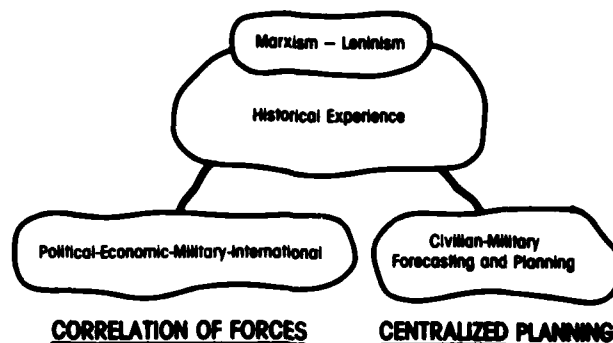 Marxism – Leninism
Historical Experience
Political-Economic-Military-International
Civilian-Military
Forecasting and Planning
CORRELATION OF FORCES
CENTRALIZED PLANNING